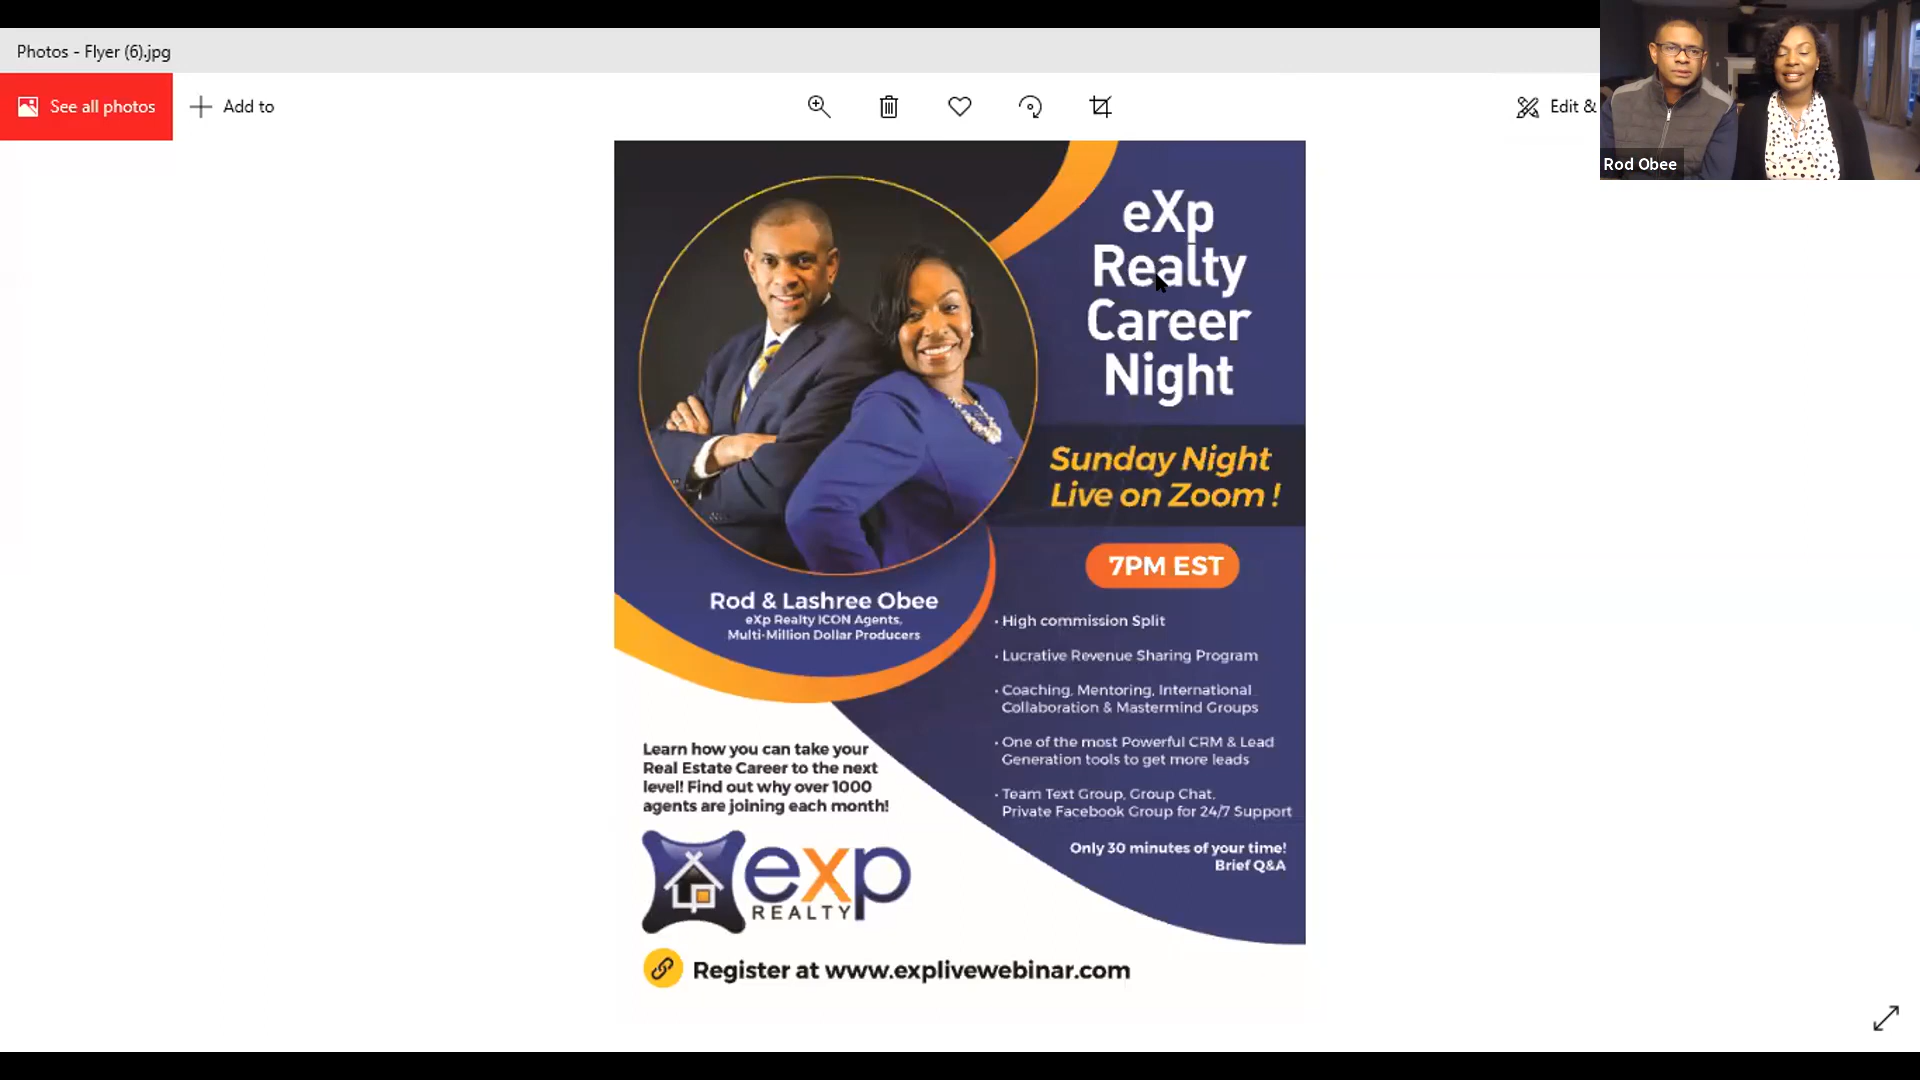 Photos - Flyer (6).jpg
See all photos
Add to
Edit &
Rod Obee
eXp
Realty
Career
Night
Sunday Night
Live on Zoom !
7PM EST
Rod & Lashree Obee
eXp Realty ICON Agents,
Multi-Million Dollar Producers
• High commission Split
• Lucrative Revenue Sharing Program
• Coaching, Mentoring, International
Collaboration & Mastermind Groups
• One of the most Powerful CRM & Lead
Generation tools to get more leads
• Team Text Group, Group Chat,
Private Facebook Group for 24/7 Support
Only 30 minutes of your time!
Brief Q&A
Learn how you can take your
Real Estate Career to the next
level! Find out why over 1000
agents are joining each month!
exp
REALTY
Register at www.explivewebinar.com